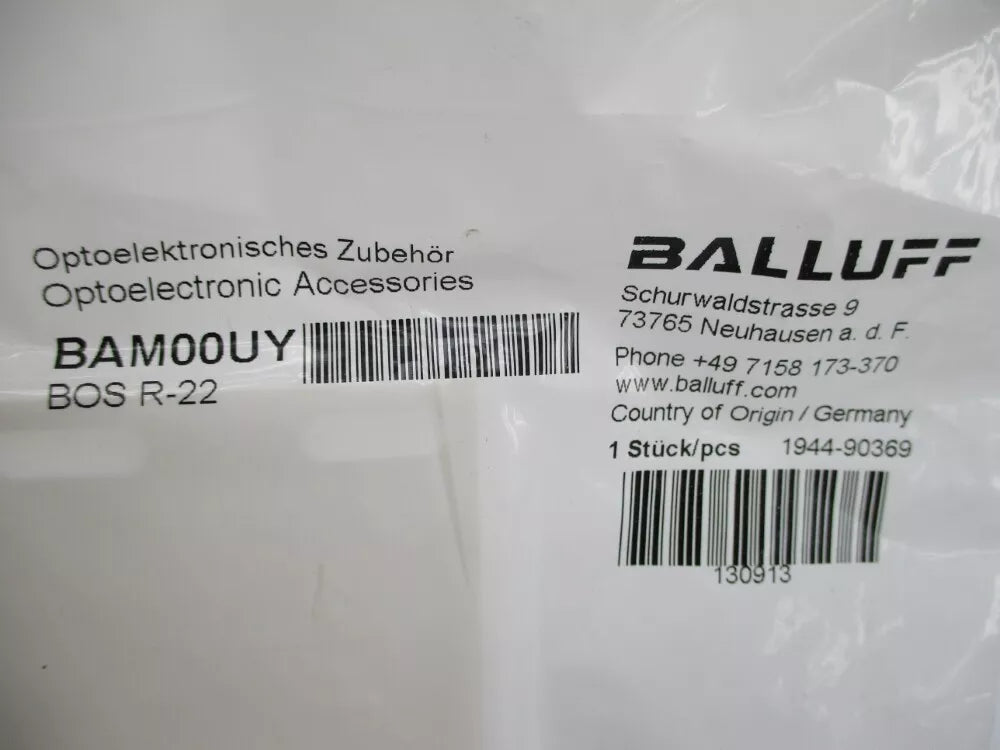 Optoelektronisches Zubehör
Optoelectronic Accessories
BAM00UY
BOS R-22
BALLUFF
Schurwaldstrasse 9
73765 Neuhausen a. d. F.
Phone +49 7158 173-370
www.balluff.com
Country of Origin / Germany
1 Stück/pcs 1944-90369
130913